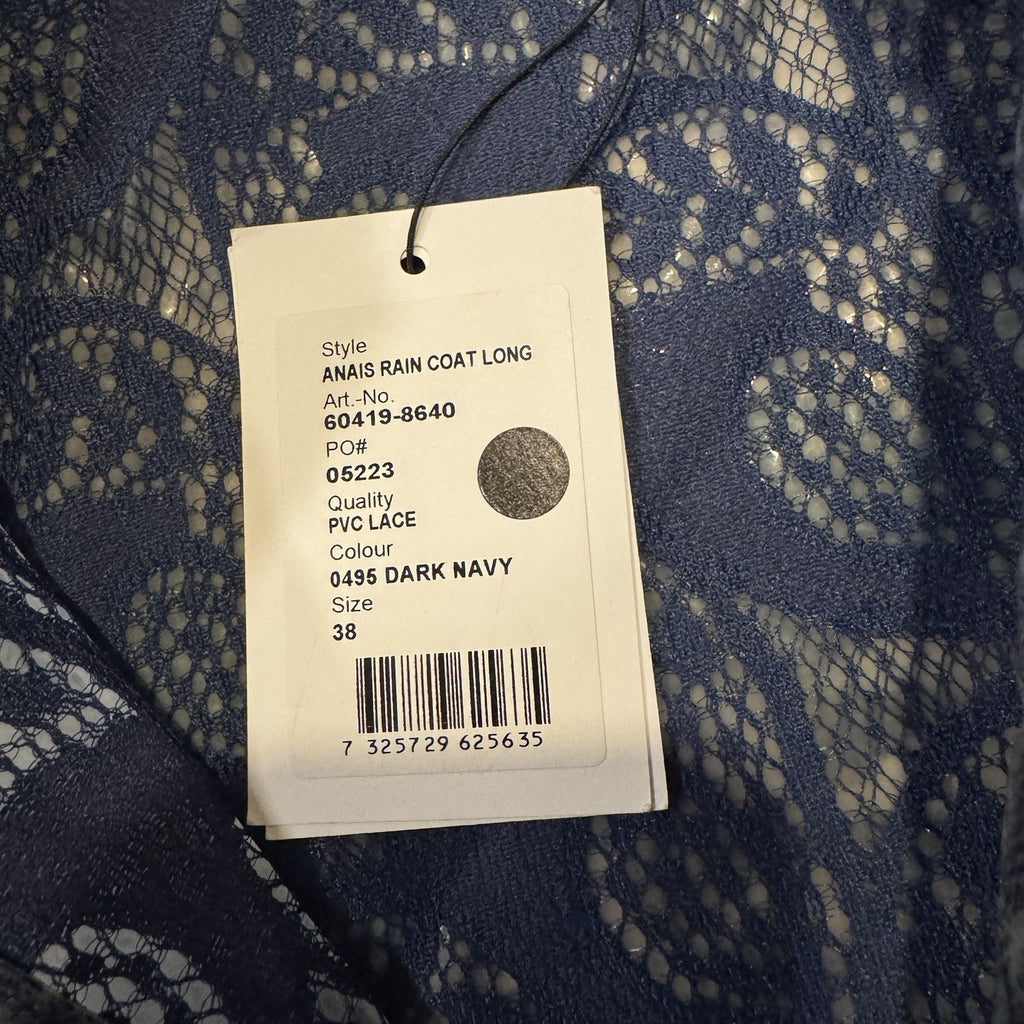 Style
ANAIS RAIN COAT LONG
Art.-No.
60419-8640
PO#
05223
Quality
PVC LACE
Colour
0495 DARK NAVY
Size
38
7 325729 625635